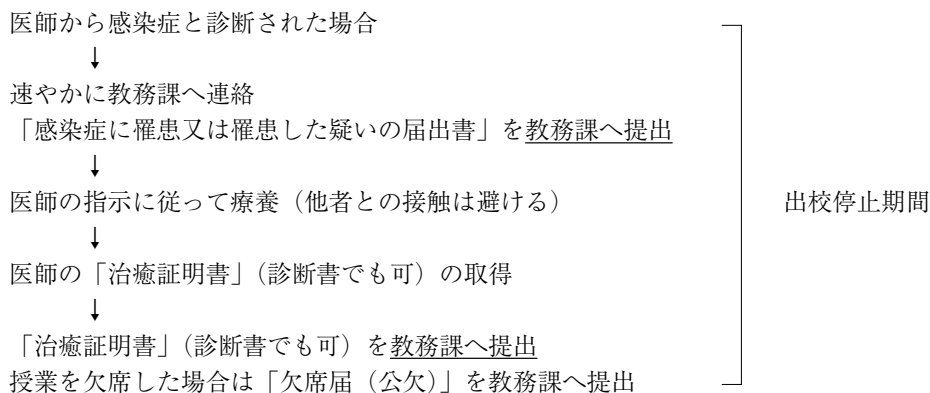 医師から感染症と診断された場合
↓
速やかに教務課へ連絡
「感染症に罹患又は罹患した疑いの届出書」を教務課へ提出
↓
医師の指示に従って療養（他者との接触は避ける）
↓
医師の「治癒証明書」（診断書でも可）の取得
↓
「治癒証明書」（診断書でも可）を教務課へ提出
授業を欠席した場合は「欠席届（公欠）」を教務課へ提出
出校停止期間